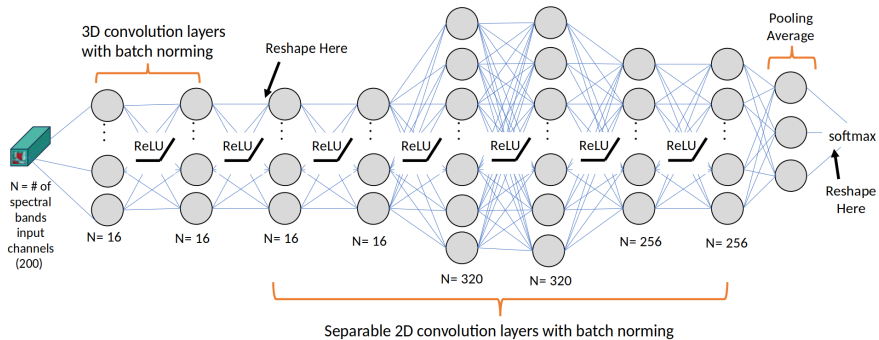 3D convolution layers
with batch norming
Reshape Here
Pooling
Average
ReLU
ReLU
ReLU
ReLU
ReLU
ReLU
ReLU
softmax
Reshape
Here
N = # of
spectral
bands
input
channels
(200)
N= 16
N= 16
N= 16
N= 16
N= 320
N= 320
N= 256
N= 256
Separable 2D convolution layers with batch norming